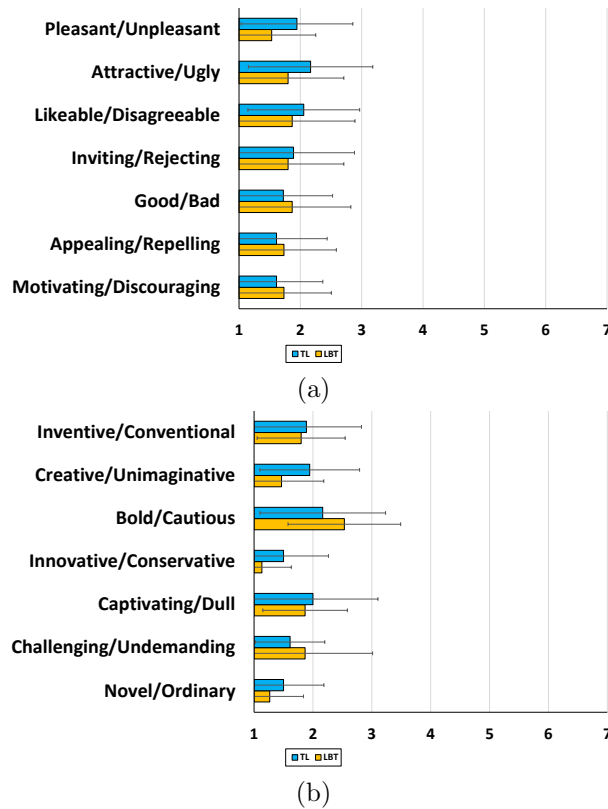 Pleasant/Unpleasant
Attractive/Ugly
Likeable/Disagreeable
Inviting/Rejecting
Good/Bad
Appealing/Repelling
Motivating/Discouraging
1 2 3 4 5 6 7
TL LBT
(a)
Inventive/Conventional
Creative/Unimaginative
Bold/Cautious
Innovative/Conservative
Captivating/Dull
Challenging/Undemanding
Novel/Ordinary
1 2 3 4 5 6 7
TL LBT
(b)